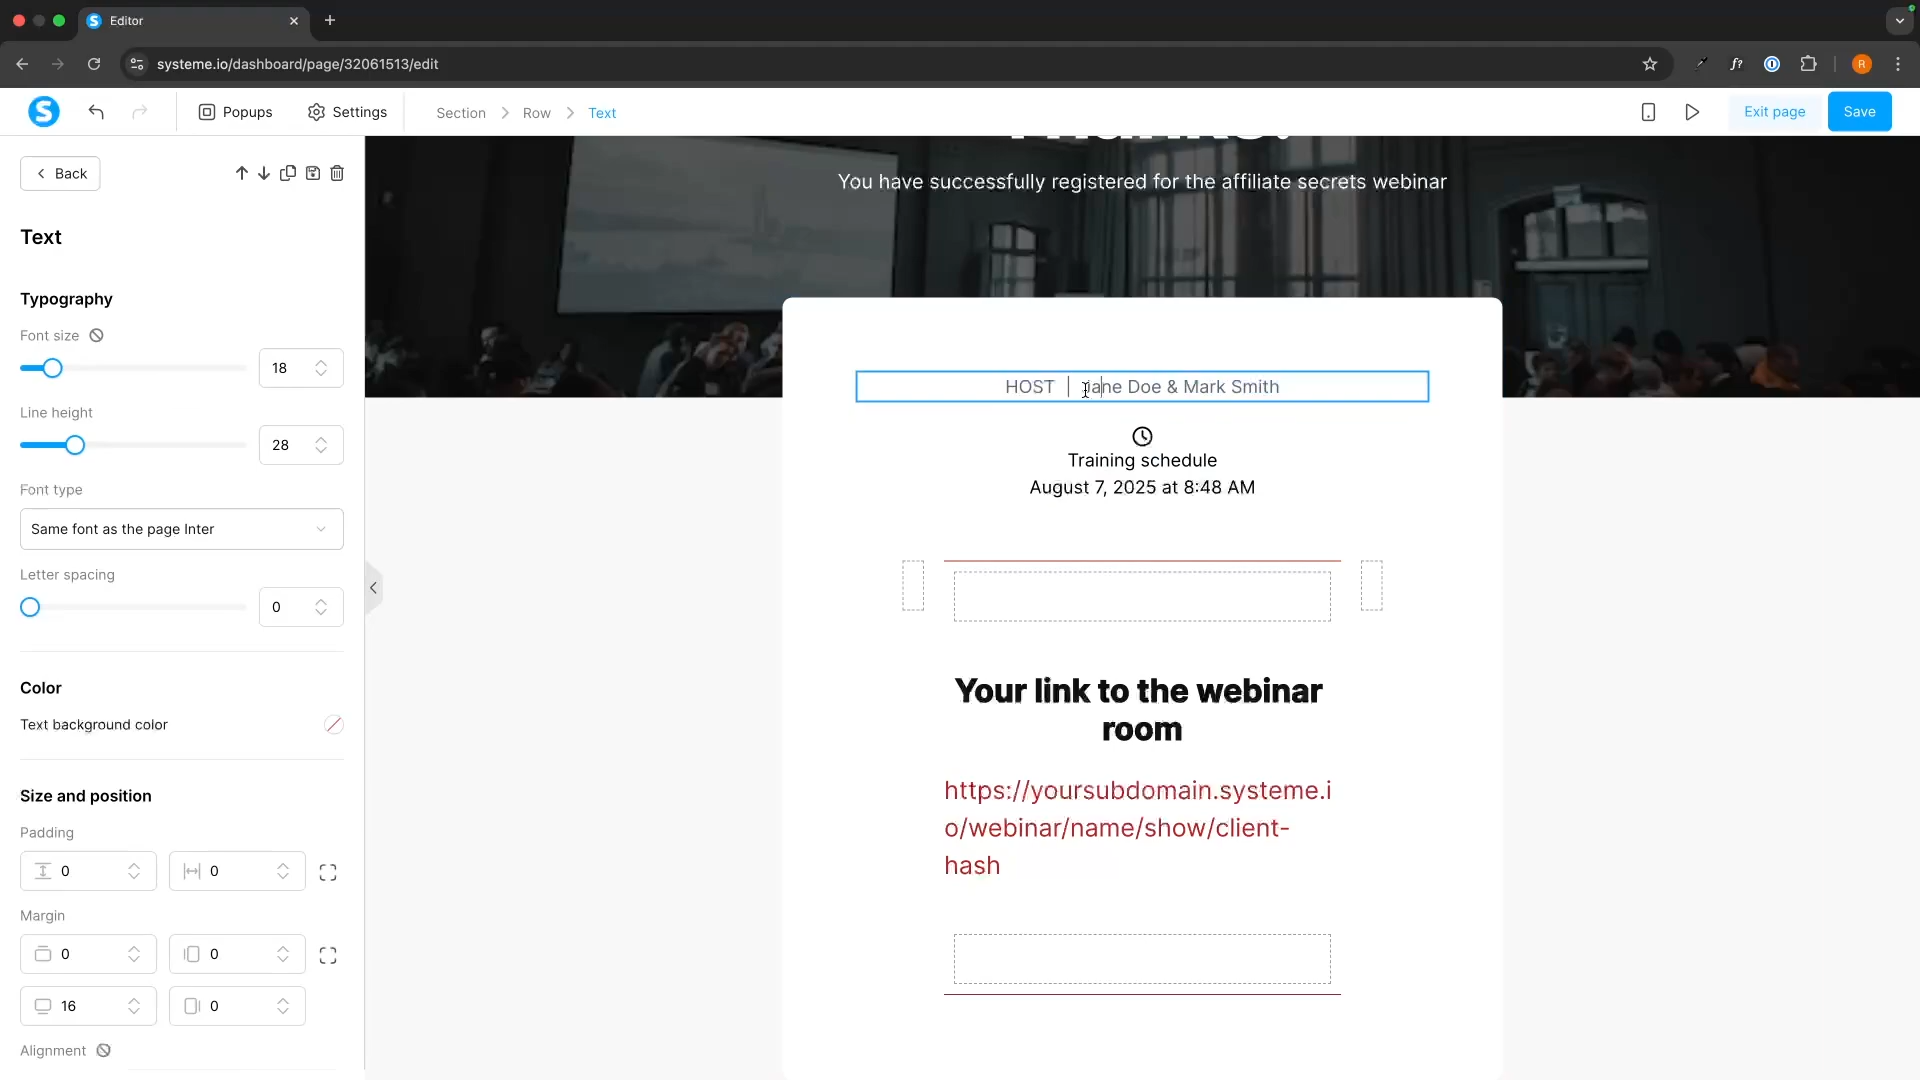 Editor
systeme.io/dashboard/page/32061513/edit
R
S
Popups
Settings
Section
Row
Text
Exit page
Save
Back
Text
Typography
Font size
18
Line height
28
Font type
Same font as the page Inter
Letter spacing
0
Color
Text background color
Size and position
Padding
0
0
Margin
0
0
16
0
Alignment
Thanks!
You have successfully registered for the affiliate secrets webinar
HOST | Jane Doe & Mark Smith
Training schedule
August 7, 2025 at 8:48 AM
Your link to the webinar
room
https://yoursubdomain.systeme.i
o/webinar/name/show/client-
hash